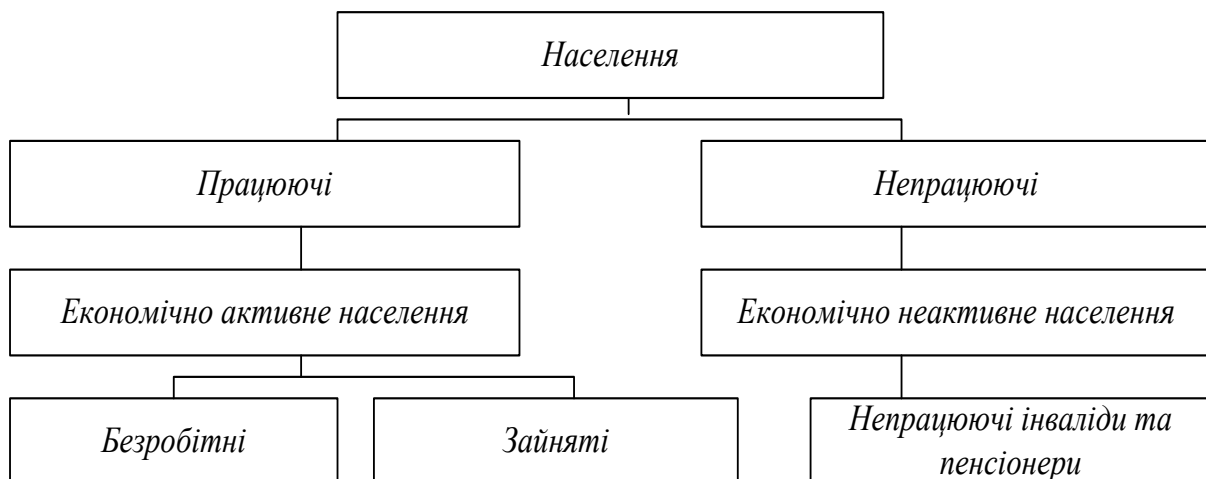 Населення
Працюючі
Непрацюючі
Економічно активне населення
Економічно неактивне населення
Безробітні
Зайняті
Непрацюючі інваліди та
пенсіонери